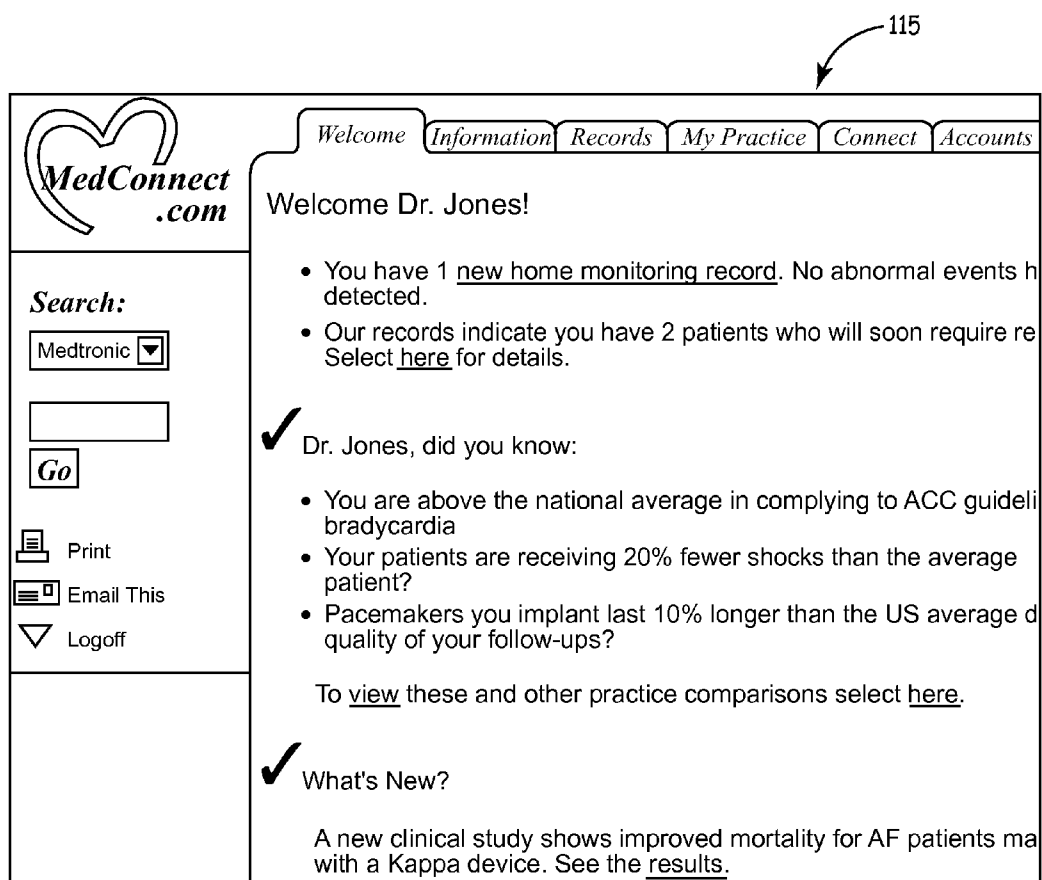 115
MedConnect
.com
Welcome Information Records My Practice Connect Accounts
Welcome Dr. Jones!
• You have 1 new home monitoring record. No abnormal events h
detected.
• Our records indicate you have 2 patients who will soon require re
Select here for details.
Search:
Medtronic
Go
Print
Email This
Logoff
✓ Dr. Jones, did you know:
• You are above the national average in complying to ACC guideli
bradycardia
• Your patients are receiving 20% fewer shocks than the average
patient?
• Pacemakers you implant last 10% longer than the US average d
quality of your follow-ups?
To view these and other practice comparisons select here.
✓ What's New?
A new clinical study shows improved mortality for AF patients ma
with a Kappa device. See the results.